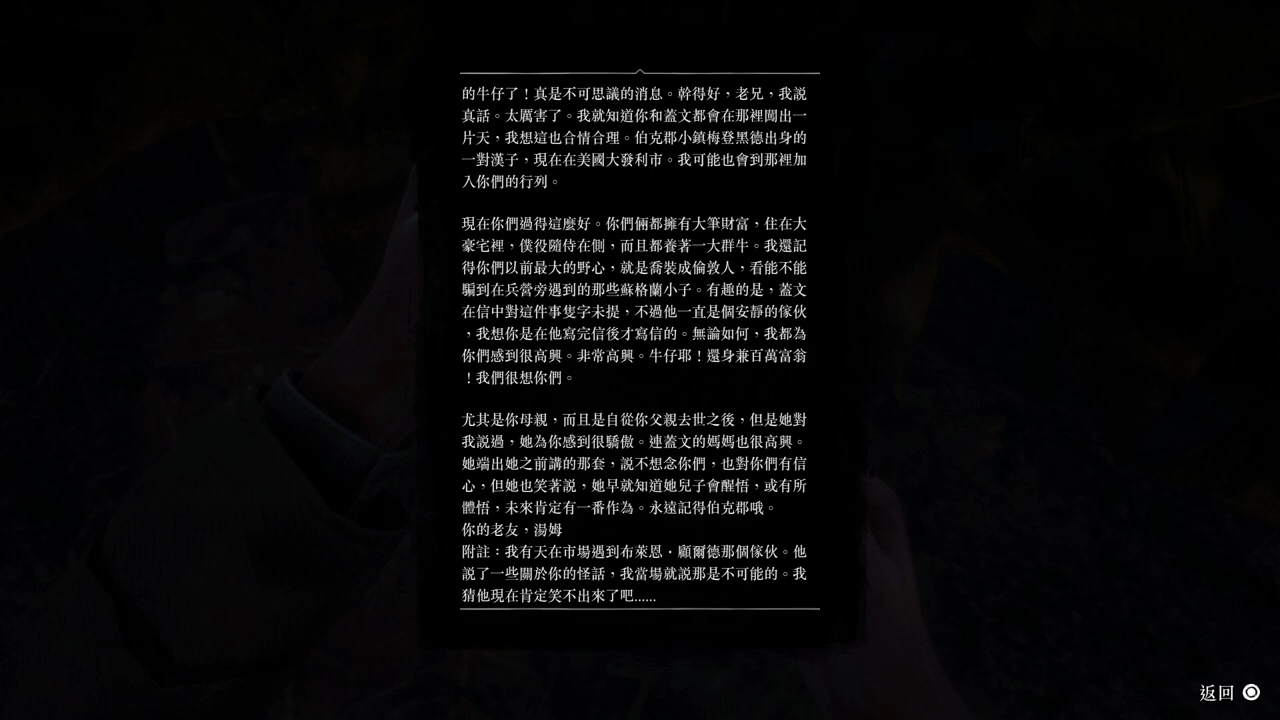 的牛仔了！真是不可思議的消息。幹得好，老兄，我説
真話。太厲害了。我就知道你和蓋文都會在那裡闖出一
片天，我想這也合情合理。伯克郡小鎮梅登黑德出身的
一對漢子，現在在美國大發利市。我可能也會到那裡加
入你們的行列。
現在你們過得這麼好。你們倆都擁有大筆財富，住在大
豪宅裡，僕役隨侍在側，而且都養著一大群牛。我還記
得你們以前最大的野心，就是喬裝成倫敦人，看能不能
騙到在兵營旁遇到的那些蘇格蘭小子。有趣的是，蓋文
在信中對這件事隻字未提，不過他一直是個安靜的傢伙
，我想你是在他寫完信後才寫信的。無論如何，我都為
你們感到很高興。非常高興。牛仔耶！還身兼百萬富翁
！我們很想你們。
尤其是你母親，而且是自從你父親去世之後，但是她對
我説過，她為你感到很驕傲。連蓋文的媽媽也很高興。
她端出她之前講的那套，説不想念你們，也對你們有信
心，但她也笑著説，她早就知道她兒子會醒悟，或有所
體悟，未來肯定有一番作為。永遠記得伯克郡哦。
你的老友，湯姆
附註：我有天在市場遇到布萊恩·顧爾德那個傢伙。他
説了一些關於你的怪話，我當場就説那是不可能的。我
猜他現在肯定笑不出來了吧......
返回